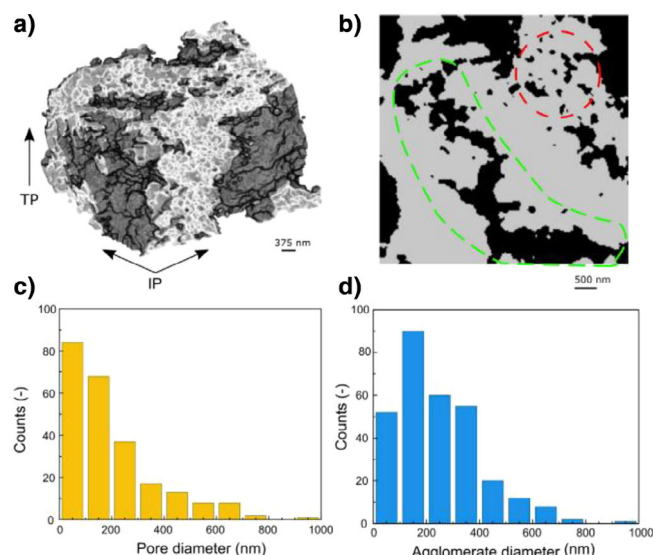 a)
b)
TP
IP
375 nm
500 nm
c)
d)
100
80
60
40
20
0
Counts (-)
0 200 400 600 800 1000
Pore diameter (nm)
100
80
60
40
20
0
Counts (-)
0 200 400 600 800 1000
Agglomerate diameter (nm)